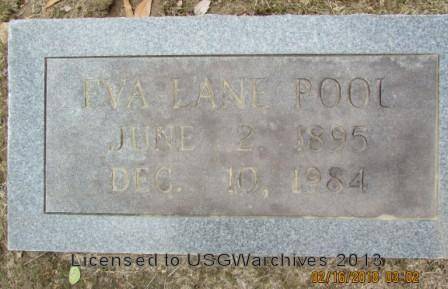 EVA LANE POOL
JUNE 2, 1895
DEC. 10, 1984
Licensed to USGWarchives 2013
02/16/2013 03:02